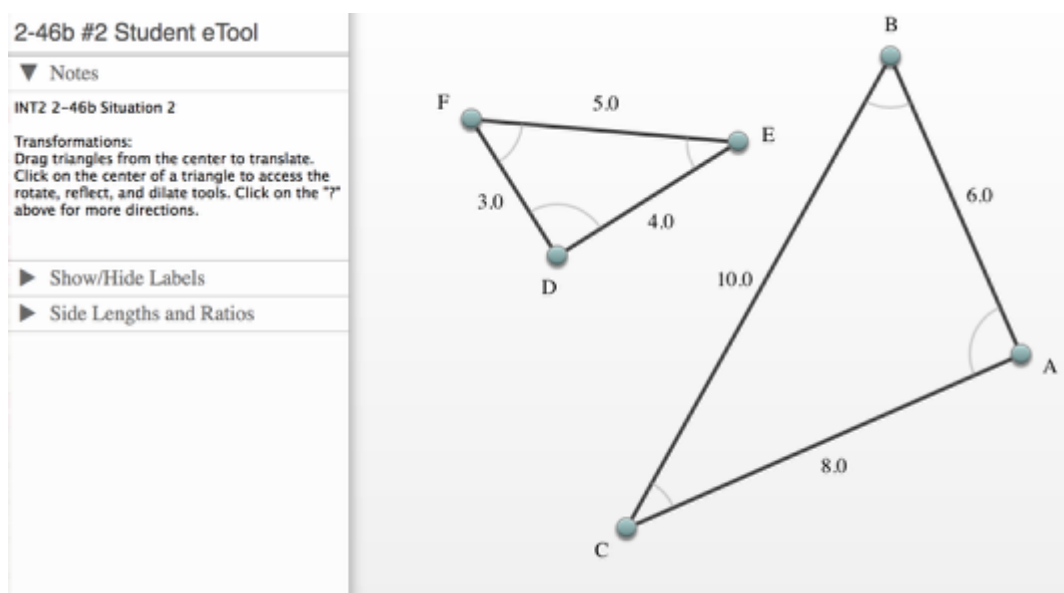 2-46b #2 Student eTool
▼ Notes
INT2 2-46b Situation 2
Transformations:
Drag triangles from the center to translate.
Click on the center of a triangle to access the
rotate, reflect, and dilate tools. Click on the "?"
above for more directions.
▶ Show/Hide Labels
▶ Side Lengths and Ratios
B
F
5.0
E
3.0
4.0
6.0
D
10.0
A
8.0
C